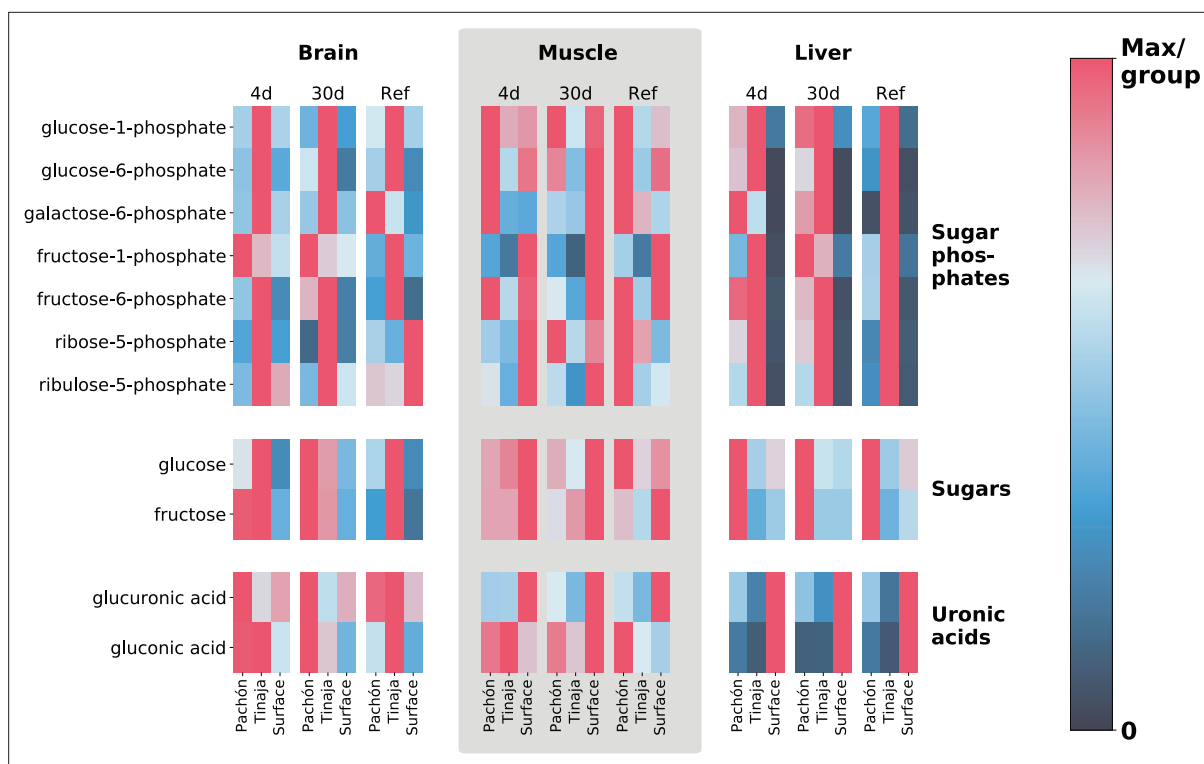 Brain
Muscle
Liver
Max/
group
4d 30d Ref
4d 30d Ref
4d 30d Ref
glucose-1-phosphate
glucose-6-phosphate
galactose-6-phosphate
fructose-1-phosphate
fructose-6-phosphate
ribose-5-phosphate
ribulose-5-phosphate
Sugar
phos-
phates
glucose
fructose
Sugars
glucuronic acid
gluconic acid
Uronic
acids
Pachón
Tinaja
Surface
Pachón
Tinaja
Surface
Pachón
Tinaja
Surface
Pachón
Tinaja
Surface
Pachón
Tinaja
Surface
Pachón
Tinaja
Surface
Pachón
Tinaja
Surface
Pachón
Tinaja
Surface
Pachón
Tinaja
Surface
0